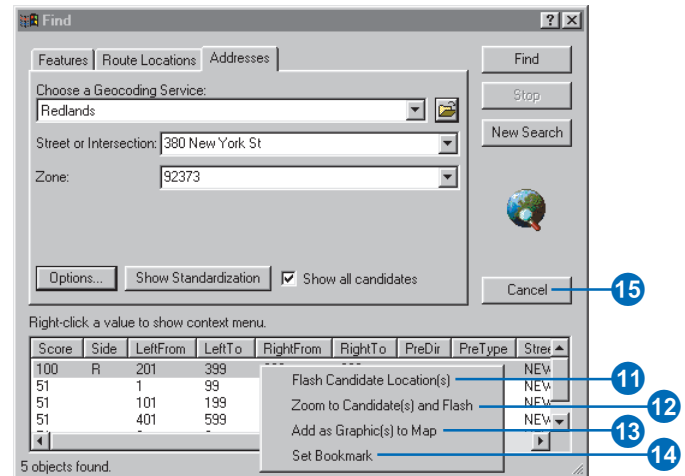 Find
Features Route Locations Addresses
Find
Choose a Geocoding Service:
Redlands
Stop
Street or Intersection: 380 New York St
New Search
Zone: 92373
Options... Show Standardization Show all candidates
Cancel 15
Right-click a value to show context menu.
Score Side LeftFrom LeftTo RightFrom RightTo PreDir PreType Stree
100 R 201 399 NEW
51 1 99 NEW
51 101 199 NEW
51 401 599 NEW
Flash Candidate Location(s) 11
Zoom to Candidate(s) and Flash 12
Add as Graphic(s) to Map 13
Set Bookmark 14
5 objects found.